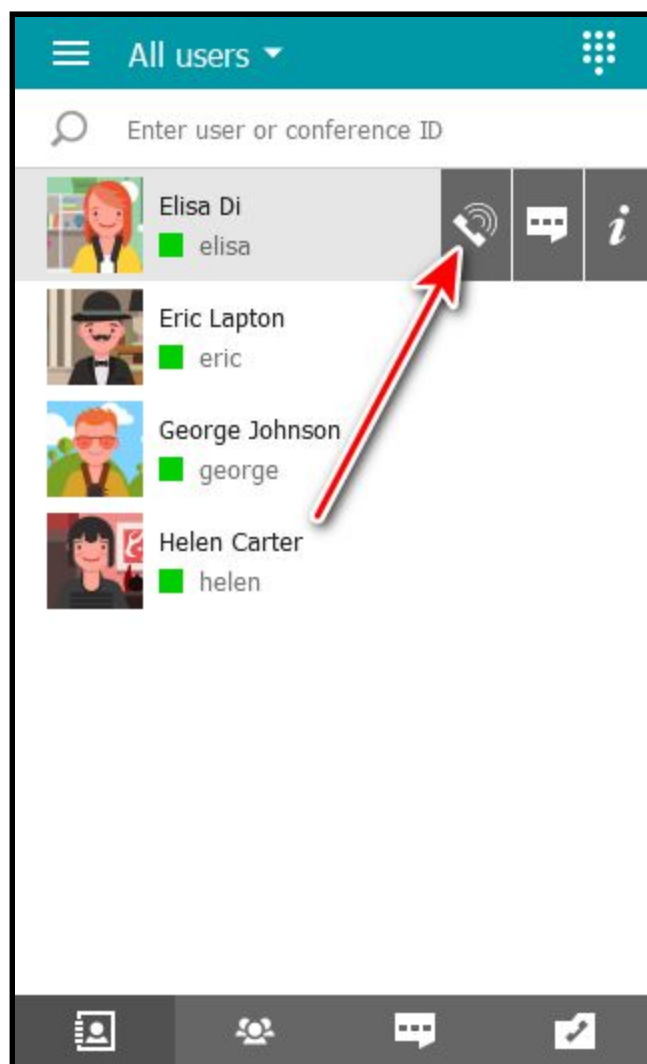 All users
Enter user or conference ID
Elisa Di
elisa
Eric Lapton
eric
George Johnson
george
Helen Carter
helen